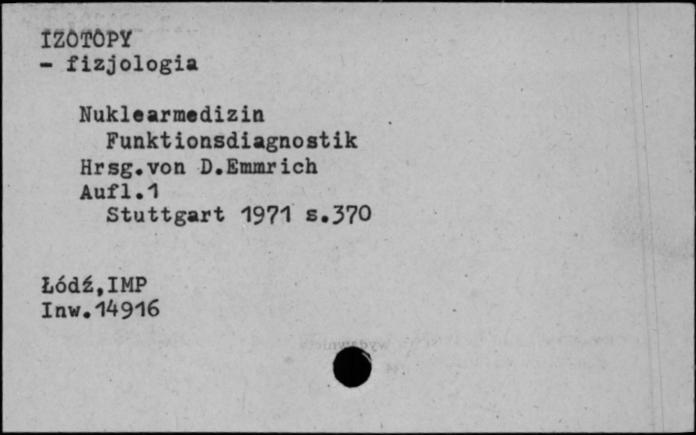 IZOTOPY
- fizjologia
Nuklearmedizin
Funktionsdiagnostik
Hrsg.von D.Emmrich
Aufl.1
Stuttgart 1971 s.370
Łódź,IMP
Inw.14916